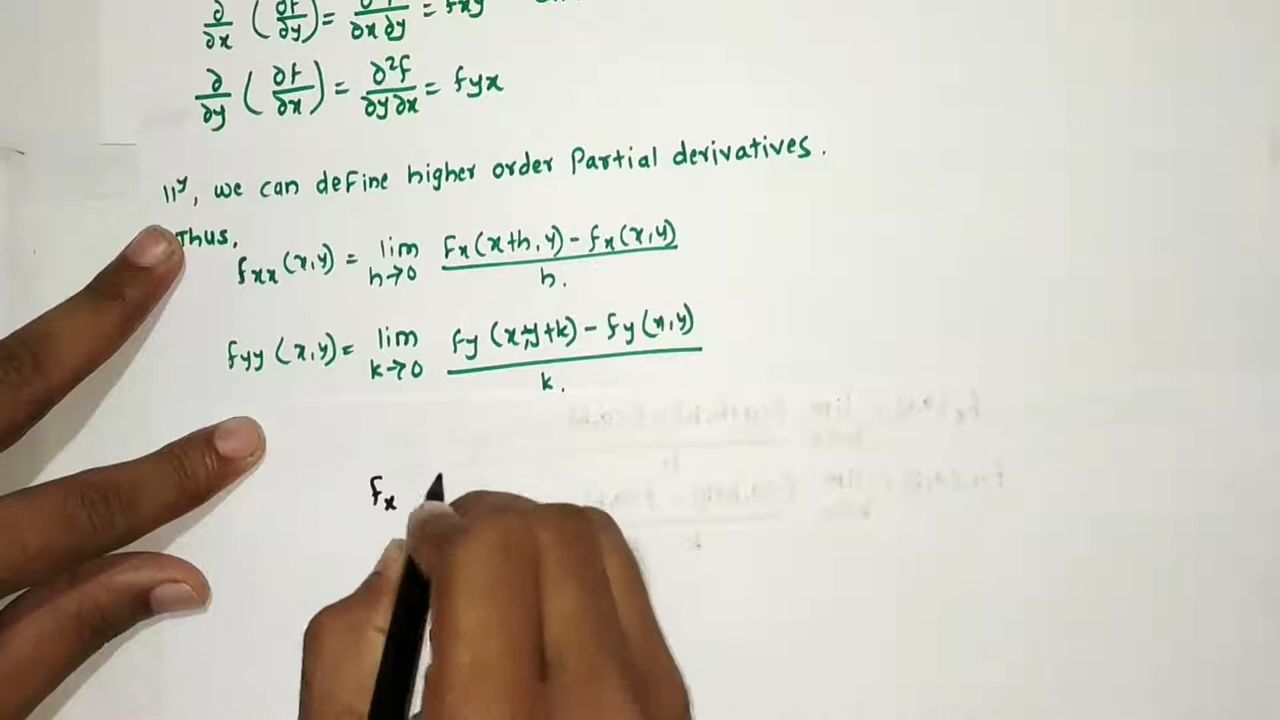 ∂/∂x (∂f/∂y) = ∂²f/∂x∂y = fxy
∂/∂y (∂f/∂x) = ∂²f/∂y∂x = fyx
111ʸ, we can define higher order Partial derivatives.
Thus,
fxx(x,y) = lim h→0 fx(x+h,y) - fx(x,y) / h.
fyy(x,y) = lim k→0 fy(x,y+k) - fy(x,y) / k.
fx